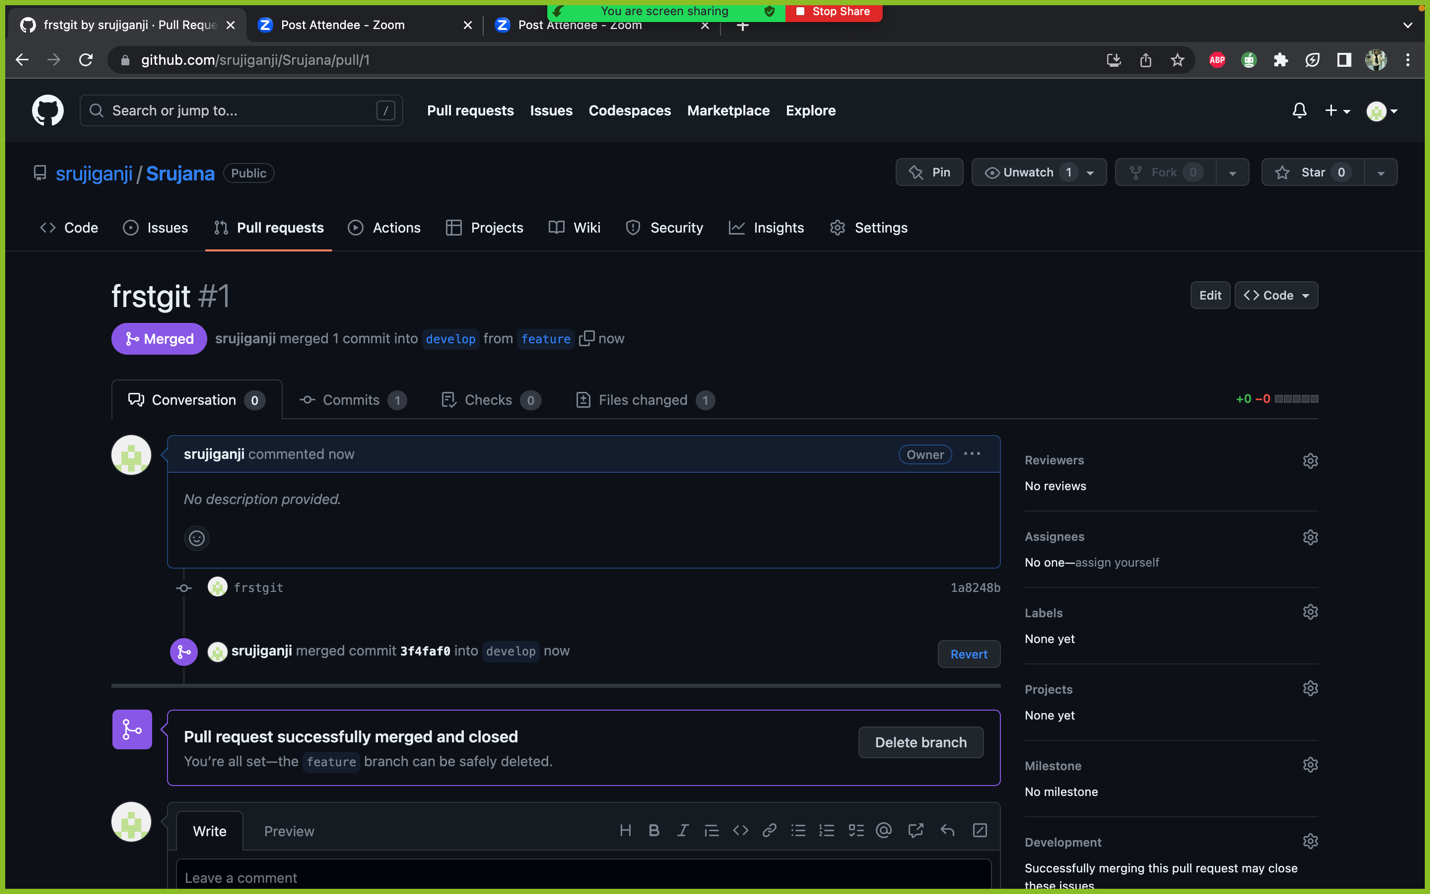 frstgit by srujiganji · Pull Reque
Post Attendee - Zoom
Post Attendee - Zoom
You are screen sharing
Stop Share
github.com/srujiganji/Srujana/pull/1
ABP
Search or jump to...
/
Pull requests
Issues
Codespaces
Marketplace
Explore
srujiganji / Srujana
Public
Pin
Unwatch 1
Fork 0
Star 0
Code
Issues
Pull requests
Actions
Projects
Wiki
Security
Insights
Settings
frstgit #1
Edit
Code
Merged
srujiganji merged 1 commit into develop from feature now
Conversation 0
Commits 1
Checks 0
Files changed 1
+0 −0
srujiganji commented now
Owner
No description provided.
frstgit
1a8248b
srujiganji merged commit 3f4faf0 into develop now
Revert
Pull request successfully merged and closed
You're all set—the feature branch can be safely deleted.
Delete branch
Write
Preview
Leave a comment
Reviewers
No reviews
Assignees
No one—assign yourself
Labels
None yet
Projects
None yet
Milestone
No milestone
Development
Successfully merging this pull request may close
these issues.